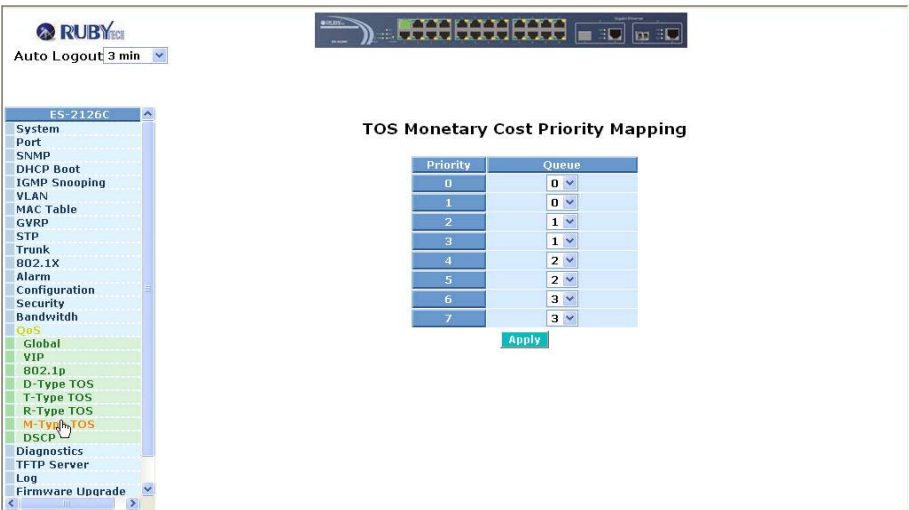 RUBYTECH
Auto Logout 3 min
ES-2126C
System
Port
SNMP
DHCP Boot
IGMP Snooping
VLAN
MAC Table
GVRP
STP
Trunk
802.1X
Alarm
Configuration
Security
Bandwitdh
QoS
Global
VIP
802.1p
D-Type TOS
T-Type TOS
R-Type TOS
M-Type TOS
DSCP
Diagnostics
TFTP Server
Log
Firmware Upgrade
TOS Monetary Cost Priority Mapping
Priority Queue
0 0
1 0
2 1
3 1
4 2
5 2
6 3
7 3
Apply